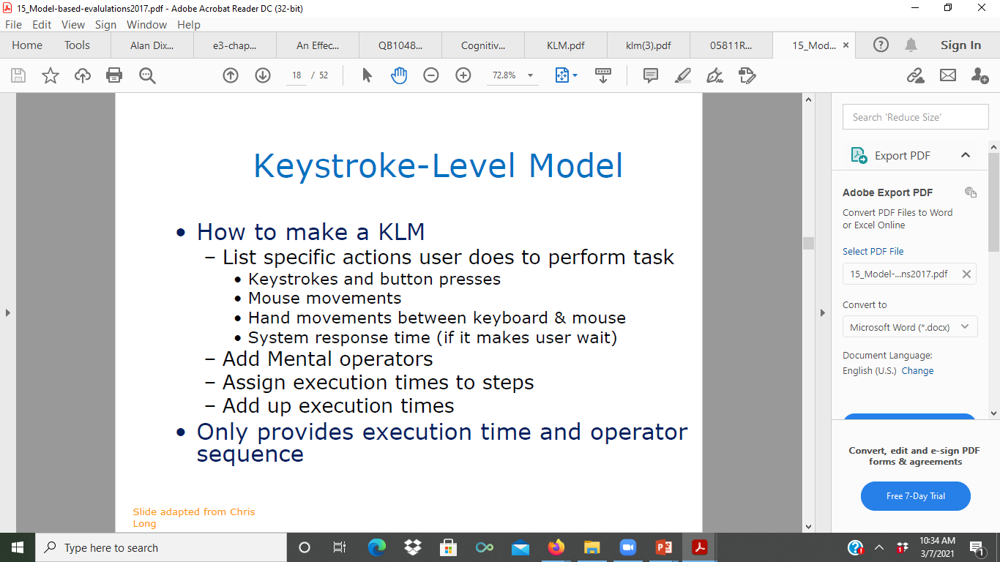 15_Model-based-evalulations2017.pdf - Adobe Acrobat Reader DC (32-bit)
File Edit View Sign Window Help
Home Tools Alan Dix... e3-chap... An Effec... QB1048... Cognitiv... KLM.pdf klm(3).pdf 05811R... 15_Mod... × Sign In
18 / 52 72.8%
Search 'Reduce Size'
Export PDF
Adobe Export PDF
Convert PDF Files to Word
or Excel Online
Select PDF File
15_Model-...ns2017.pdf
Convert to
Microsoft Word (*.docx)
Document Language:
English (U.S.) Change
Convert, edit and e-sign PDF
forms & agreements
Free 7-Day Trial
Keystroke-Level Model
• How to make a KLM
– List specific actions user does to perform task
• Keystrokes and button presses
• Mouse movements
• Hand movements between keyboard & mouse
• System response time (if it makes user wait)
– Add Mental operators
– Assign execution times to steps
– Add up execution times
• Only provides execution time and operator
sequence
Slide adapted from Chris
Long
Type here to search
10:34 AM
3/7/2021
1
1